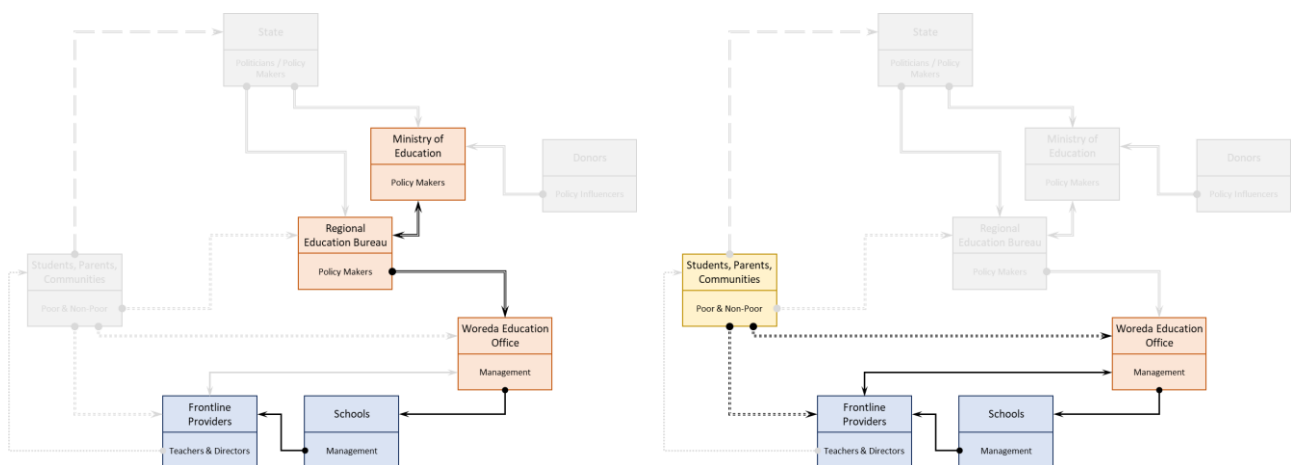 State
Politicians / Policy
Makers
Ministry of
Education
Policy Makers
Donors
Policy Influencers
Regional
Education Bureau
Policy Makers
Students, Parents,
Communities
Poor & Non-Poor
Woreda Education
Office
Management
Frontline
Providers
Teachers & Directors
Schools
Management
State
Politicians / Policy
Makers
Ministry of
Education
Policy Makers
Donors
Policy Influencers
Regional
Education Bureau
Policy Makers
Students, Parents,
Communities
Poor & Non-Poor
Woreda Education
Office
Management
Frontline
Providers
Teachers & Directors
Schools
Management